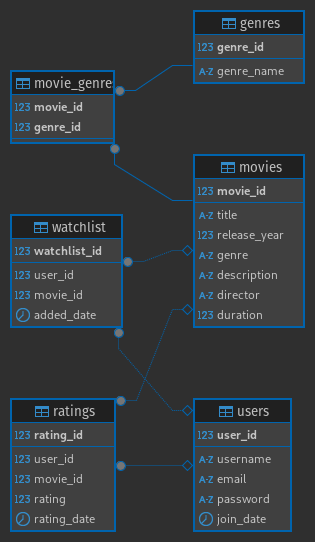 genres
123 genre_id
A-Z genre_name
movie_genre
123 movie_id
123 genre_id
movies
123 movie_id
A-Z title
123 release_year
A-Z genre
A-Z description
A-Z director
123 duration
watchlist
123 watchlist_id
123 user_id
123 movie_id
added_date
ratings
123 rating_id
123 user_id
123 movie_id
123 rating
rating_date
users
123 user_id
A-Z username
A-Z email
A-Z password
join_date